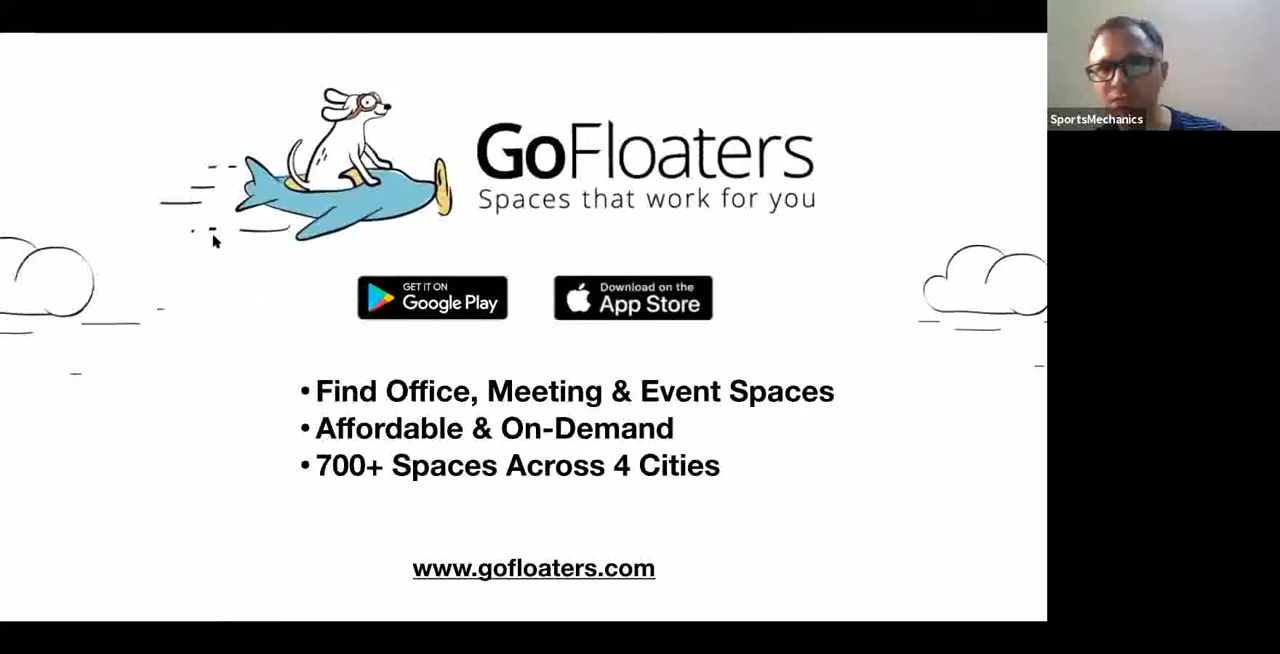 GoFloaters
Spaces that work for you
GET IT ON
Google Play
Download on the
App Store
• Find Office, Meeting & Event Spaces
• Affordable & On-Demand
• 700+ Spaces Across 4 Cities
www.gofloaters.com
SportsMechanics